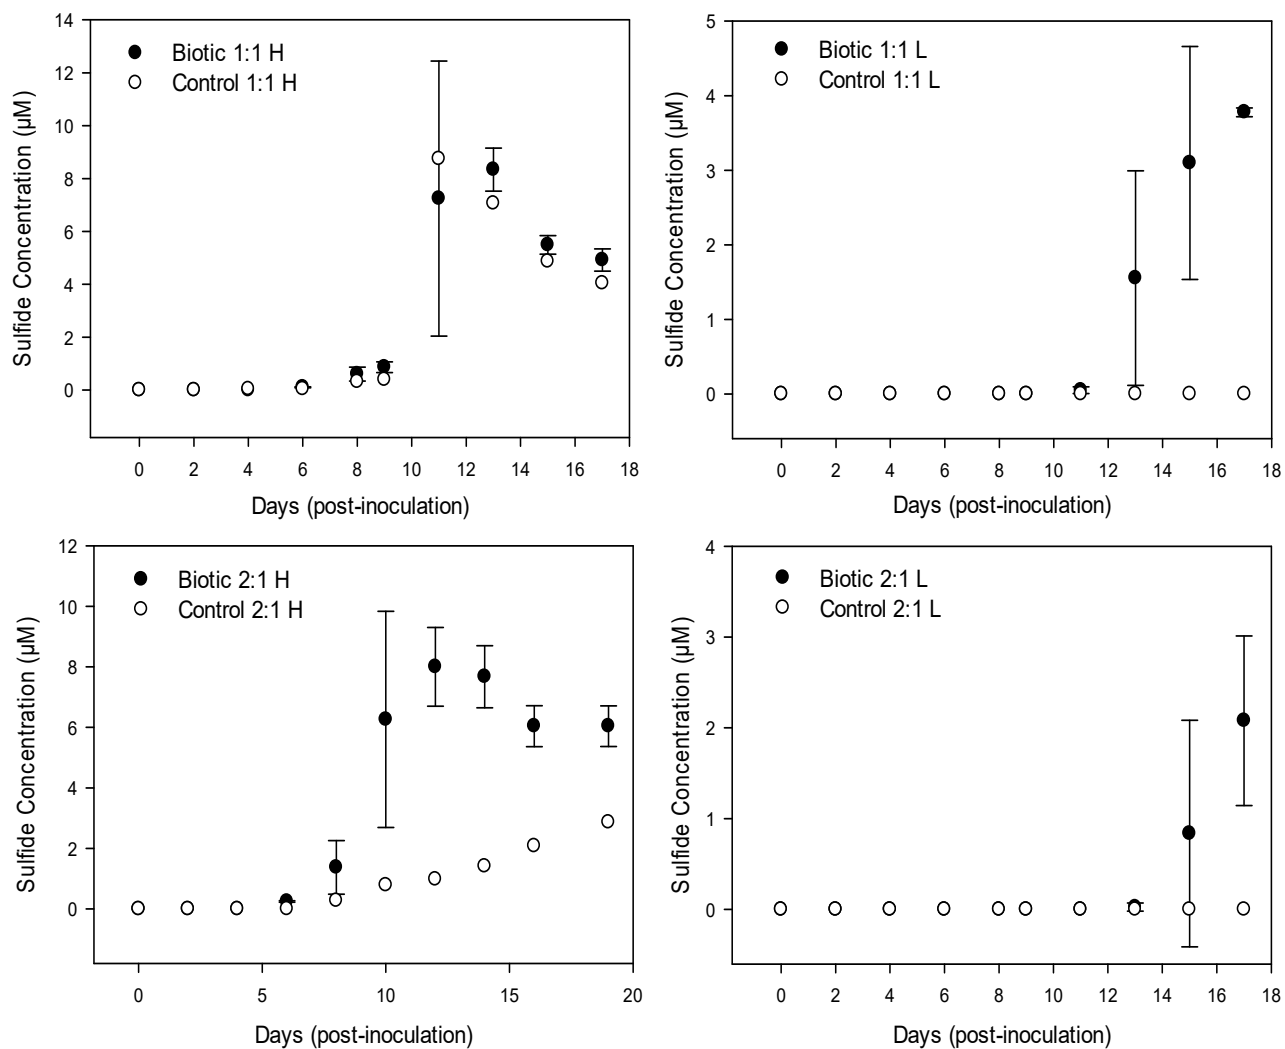 Biotic 1:1 H
Control 1:1 H
Sulfide Concentration (µM)
14
12
10
8
6
4
2
0
0 2 4 6 8 10 12 14 16 18
Days (post-inoculation)
Biotic 1:1 L
Control 1:1 L
Sulfide Concentration (µM)
5
4
3
2
1
0
0 2 4 6 8 10 12 14 16 18
Days (post-inoculation)
Biotic 2:1 H
Control 2:1 H
Sulfide Concentration (µM)
12
10
8
6
4
2
0
0 5 10 15 20
Days (post-inoculation)
Biotic 2:1 L
Control 2:1 L
Sulfide Concentration (µM)
4
3
2
1
0
0 2 4 6 8 10 12 14 16 18
Days (post-inoculation)